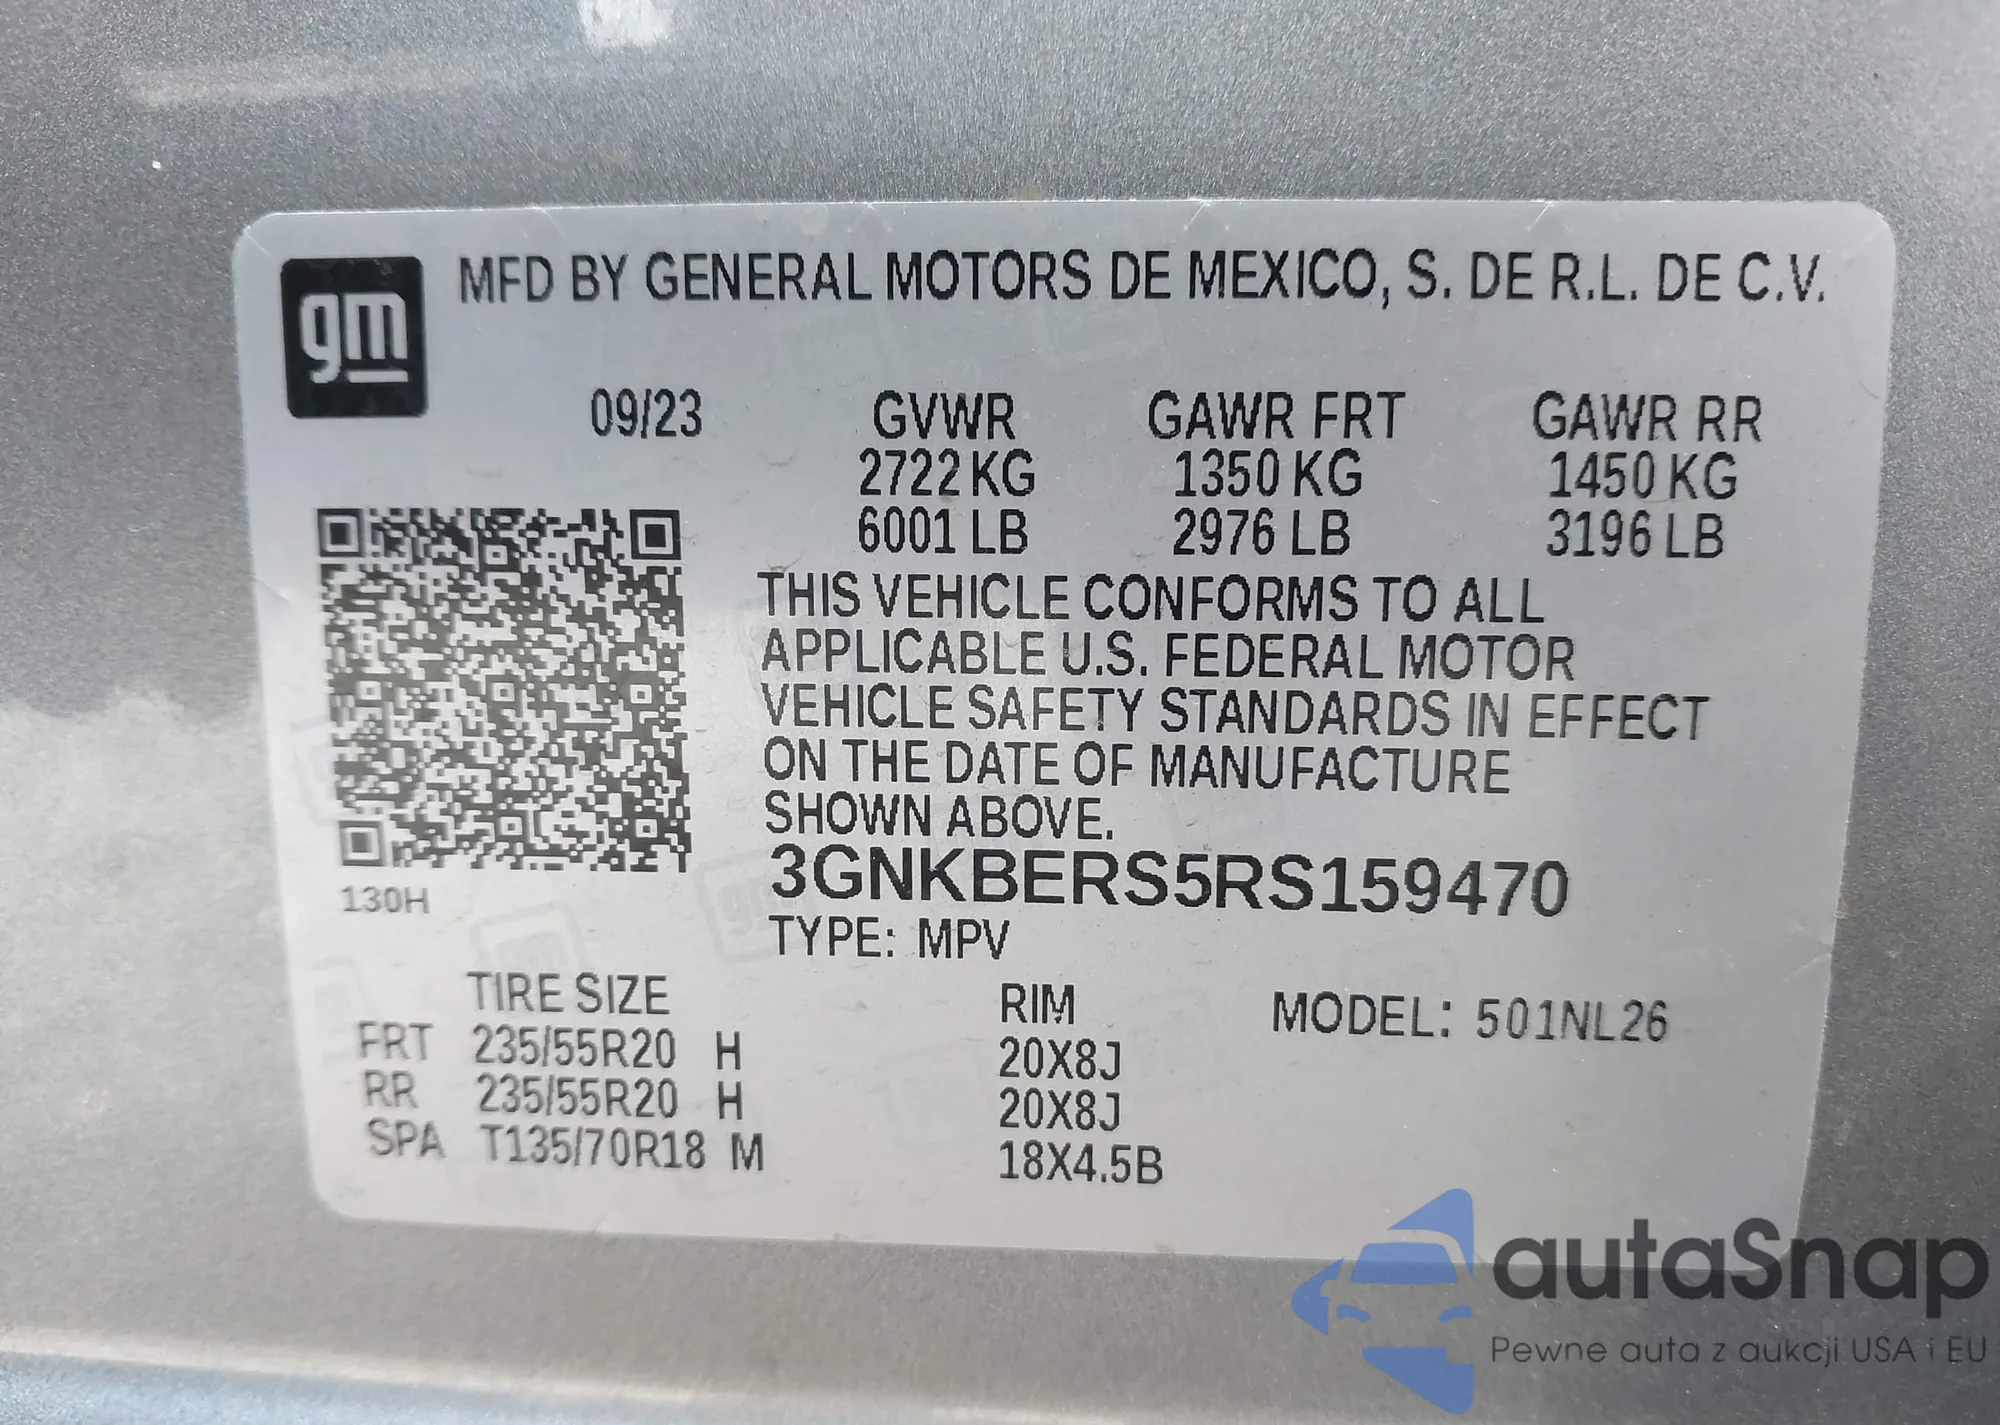 gm
MFD BY GENERAL MOTORS DE MEXICO, S. DE R.L. DE C.V.
09/23 GVWR GAWR FRT GAWR RR
2722 KG 1350 KG 1450 KG
6001 LB 2976 LB 3196 LB
THIS VEHICLE CONFORMS TO ALL
APPLICABLE U.S. FEDERAL MOTOR
VEHICLE SAFETY STANDARDS IN EFFECT
ON THE DATE OF MANUFACTURE
SHOWN ABOVE.
3GNKBERS5RS159470
130H
TYPE: MPV
TIRE SIZE RIM MODEL: 501NL26
FRT 235/55R20 H 20X8J
RR 235/55R20 H 20X8J
SPA T135/70R18 M 18X4.5B
autaSnap
Pewne auta z aukcji USA i EU